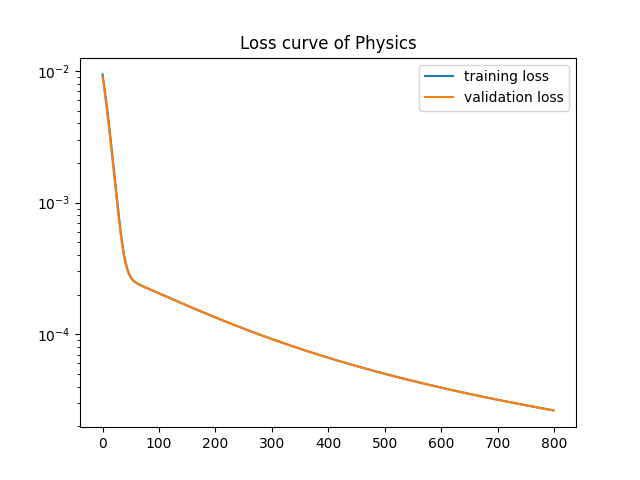 Loss curve of Physics
training loss
validation loss
10⁻²
10⁻³
10⁻⁴
0 100 200 300 400 500 600 700 800